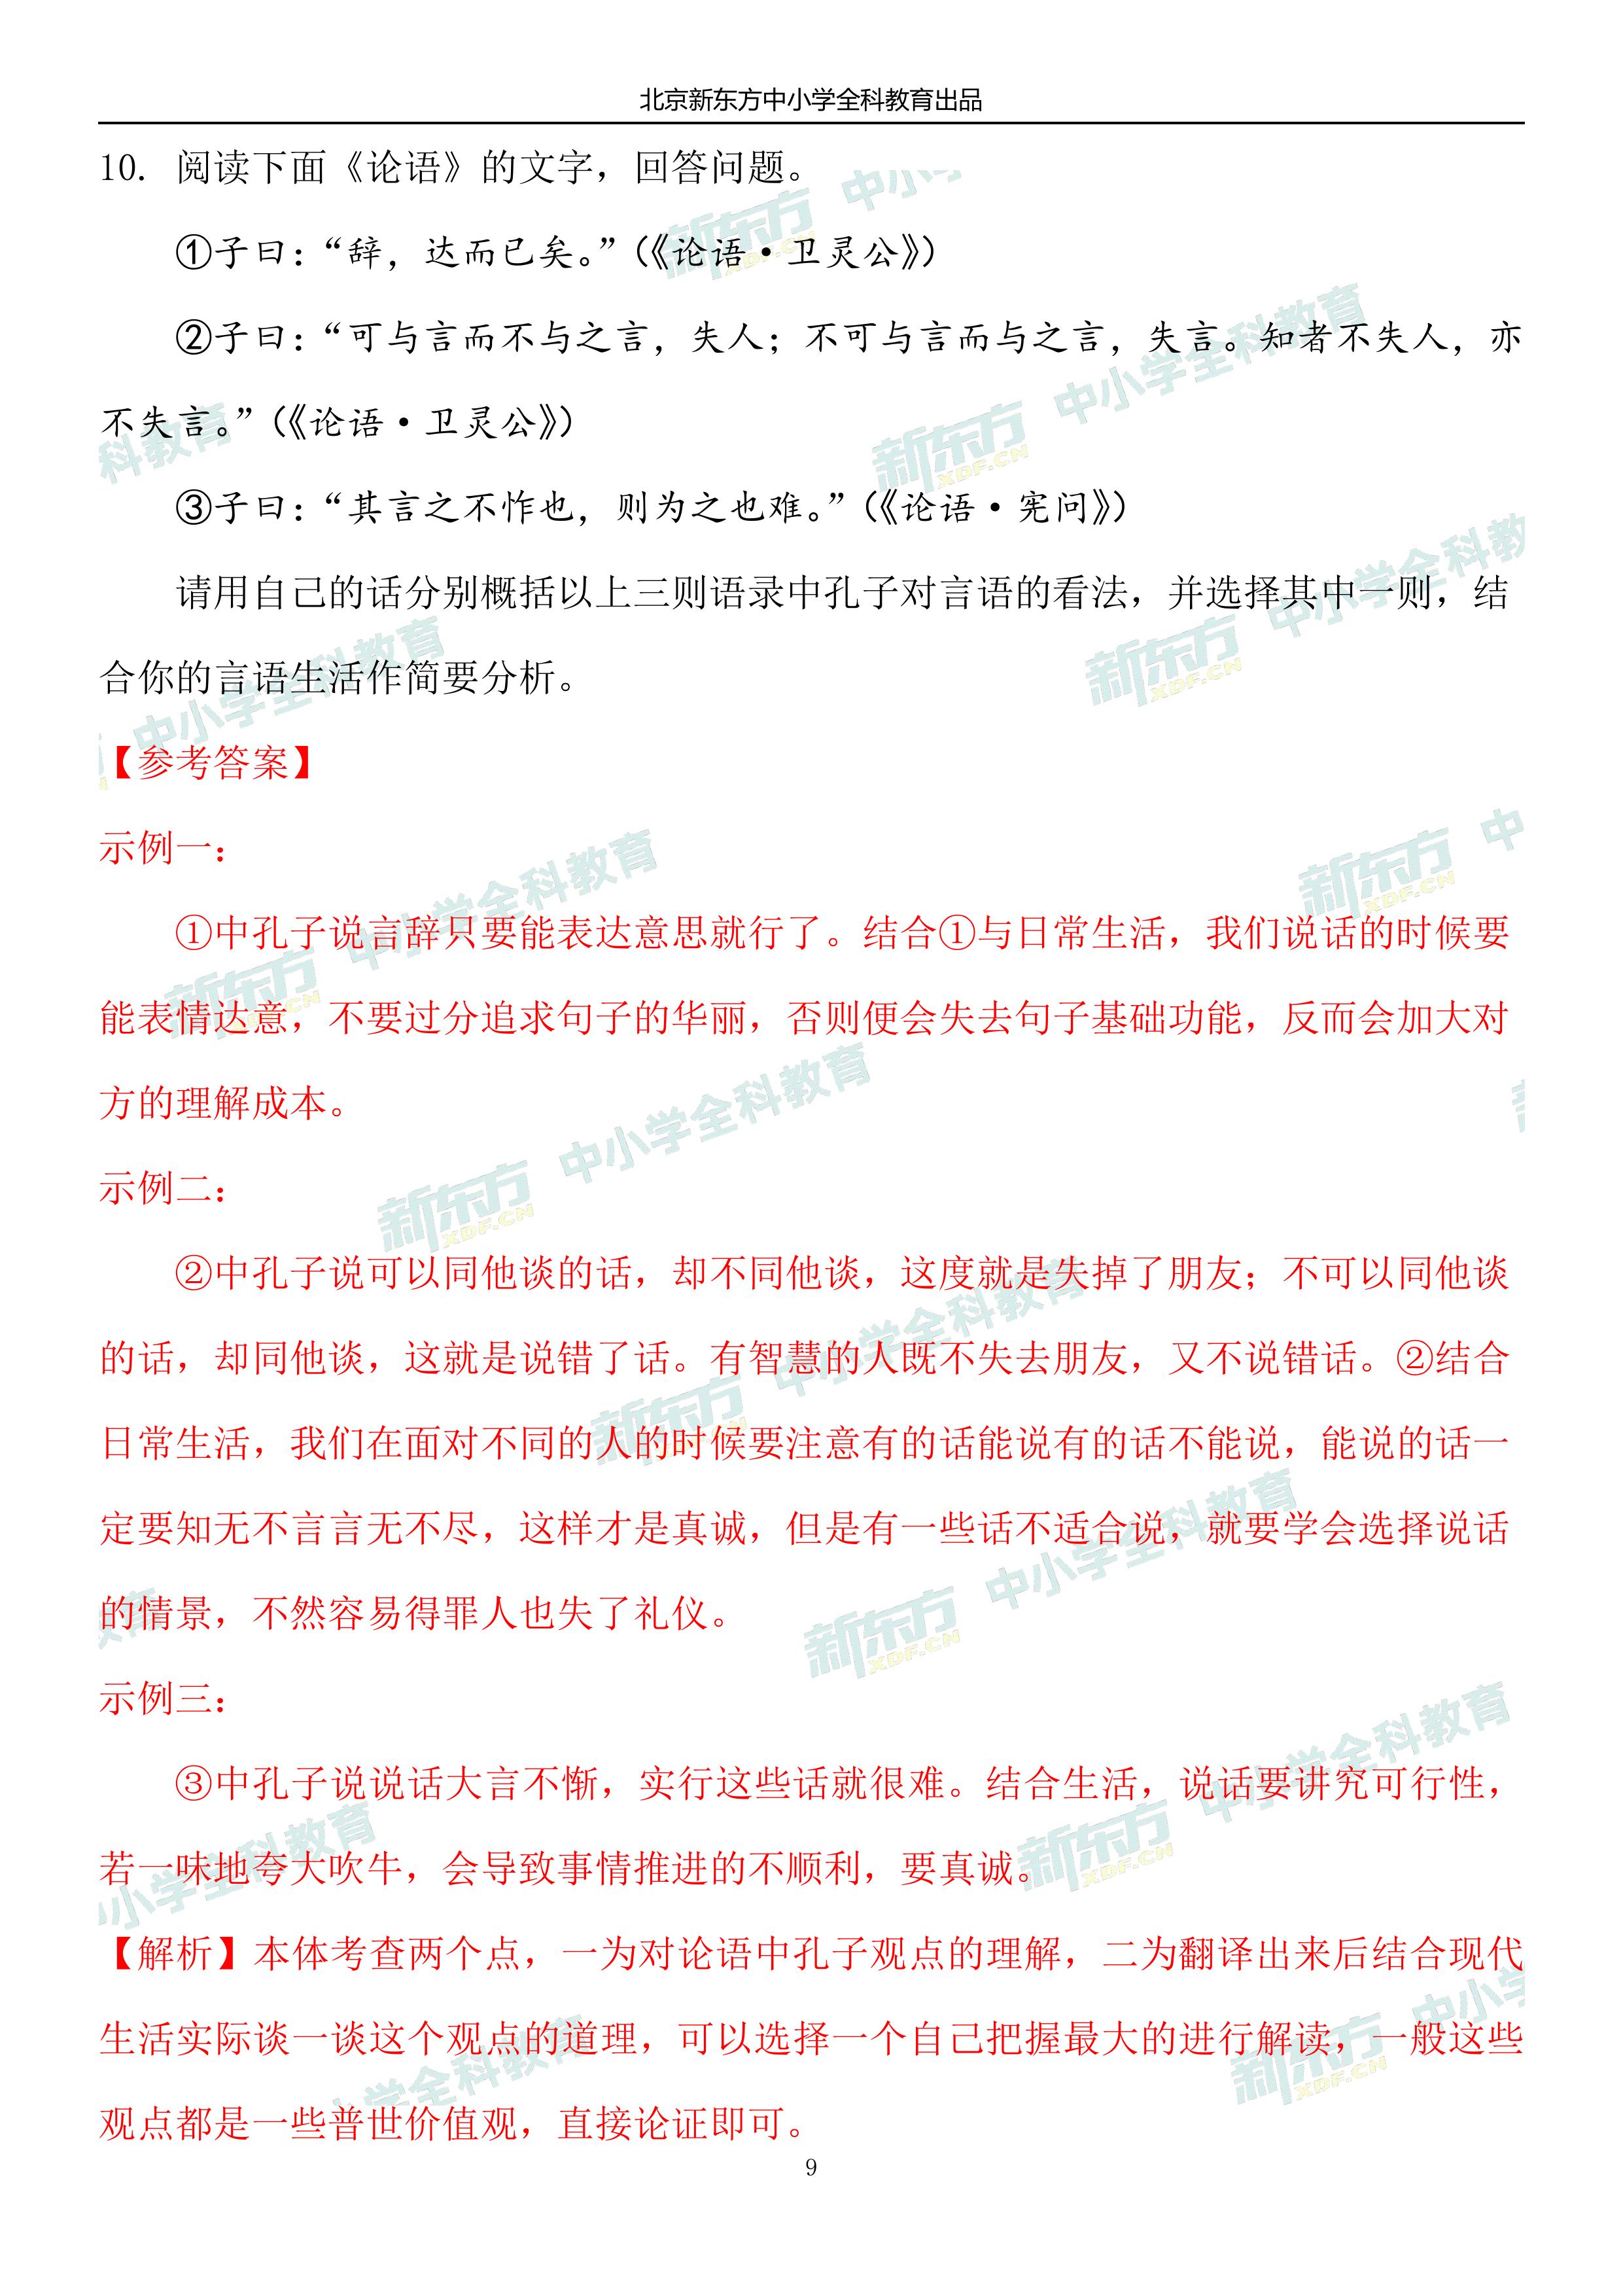 北京新东方中小学全科教育出品
10. 阅读下面《论语》的文字，回答问题。
①子曰：“辞，达而已矣。”（《论语·卫灵公》）
②子曰：“可与言而不与之言，失人；不可与言而与之言，失言。知者不失人，亦
不失言。”（《论语·卫灵公》）
③子曰：“其言之不怍也，则为之也难。”（《论语·宪问》）
请用自己的话分别概括以上三则语录中孔子对言语的看法，并选择其中一则，结
合你的言语生活作简要分析。
【参考答案】
示例一：
①中孔子说言辞只要能表达意思就行了。结合①与日常生活，我们说话的时候要
能表情达意，不要过分追求句子的华丽，否则便会失去句子基础功能，反而会加大对
方的理解成本。
示例二：
②中孔子说可以同他谈的话，却不同他谈，这度就是失掉了朋友；不可以同他谈
的话，却同他谈，这就是说错了话。有智慧的人既不失去朋友，又不说错话。②结合
日常生活，我们在面对不同的人的时候要注意有的话能说有的话不能说，能说的话一
定要知无不言言无不尽，这样才是真诚，但是有一些话不适合说，就要学会选择说话
的情景，不然容易得罪人也失了礼仪。
示例三：
③中孔子说说话大言不惭，实行这些话就很难。结合生活，说话要讲究可行性，
若一味地夸大吹牛，会导致事情推进的不顺利，要真诚。
【解析】本体考查两个点，一为对论语中孔子观点的理解，二为翻译出来后结合现代
生活实际谈一谈这个观点的道理，可以选择一个自己把握最大的进行解读，一般这些
观点都是一些普世价值观，直接论证即可。
9
新东方 XDF.CN 中小学全科教育